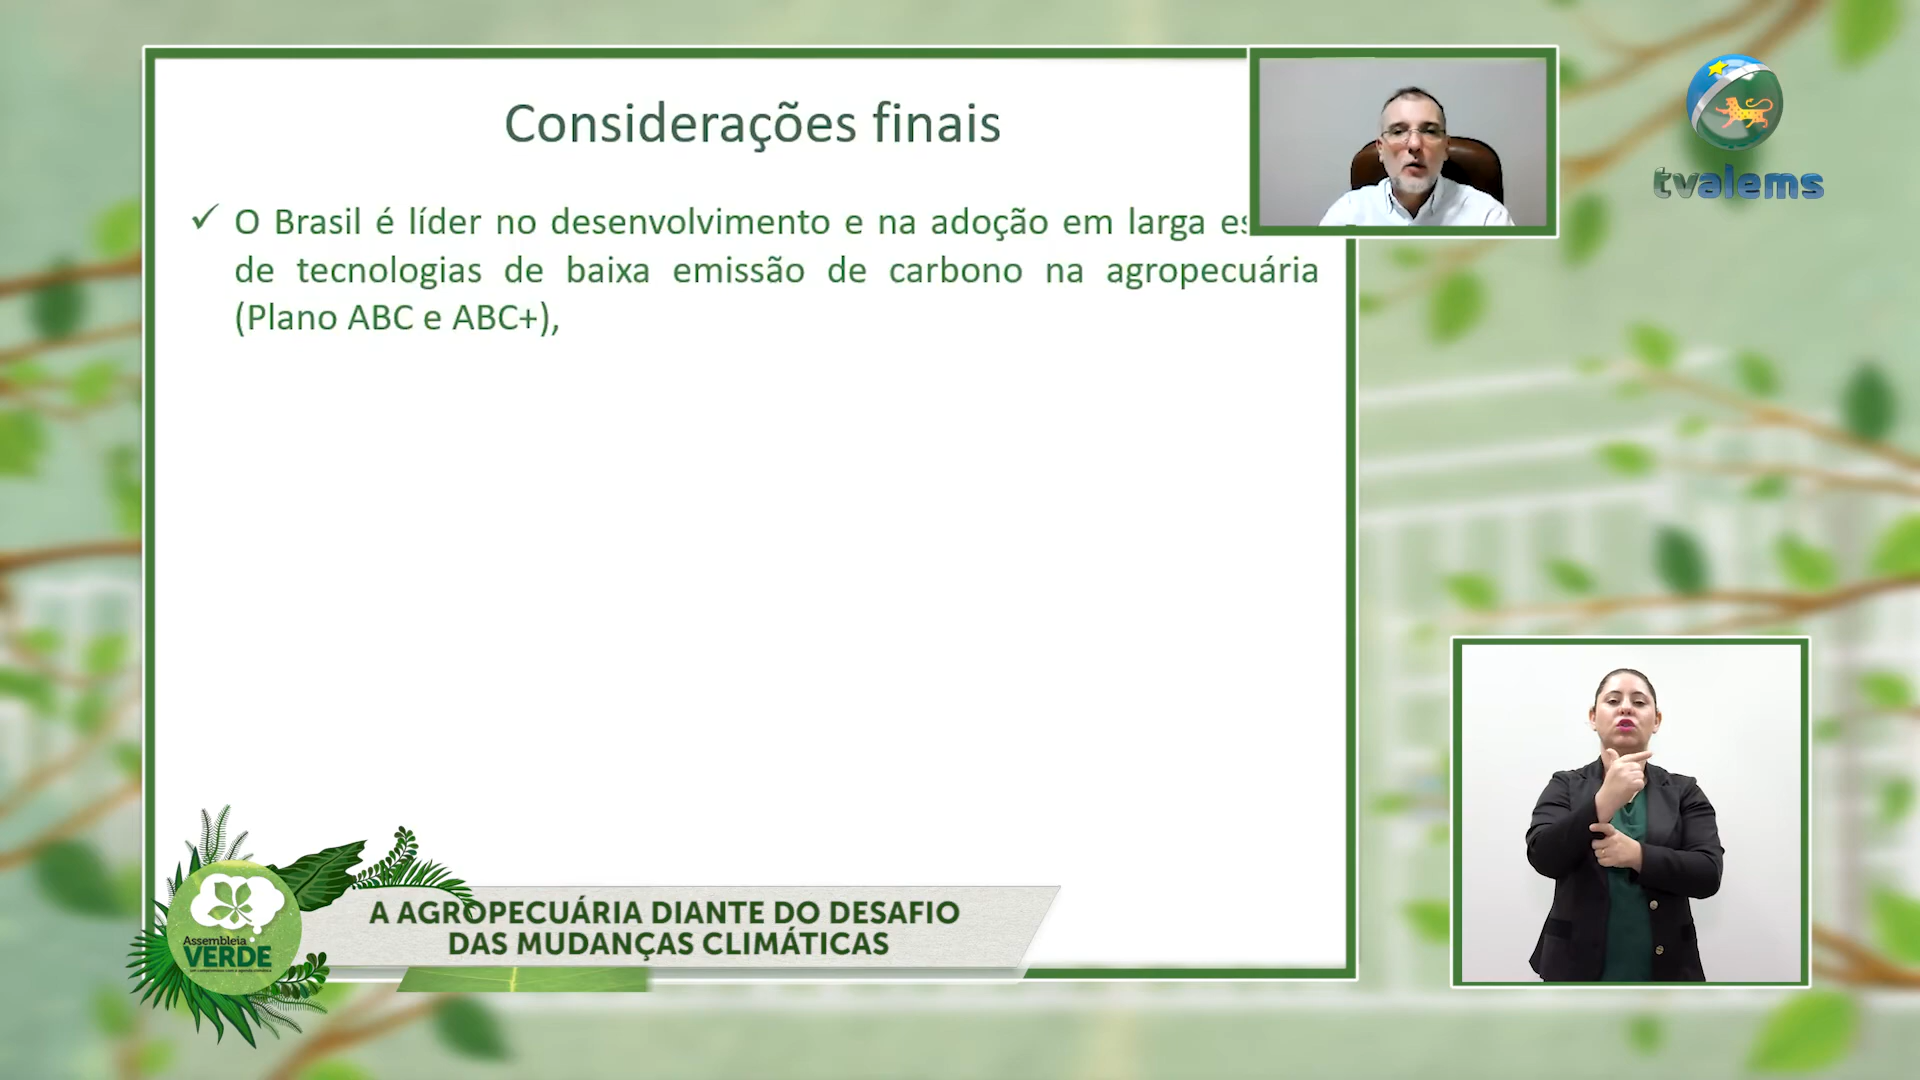 Considerações finais
✓ O Brasil é líder no desenvolvimento e na adoção em larga es
de tecnologias de baixa emissão de carbono na agropecuária
(Plano ABC e ABC+),
tvalems
A AGROPECUÁRIA DIANTE DO DESAFIO
DAS MUDANÇAS CLIMÁTICAS
Assembleia
VERDE